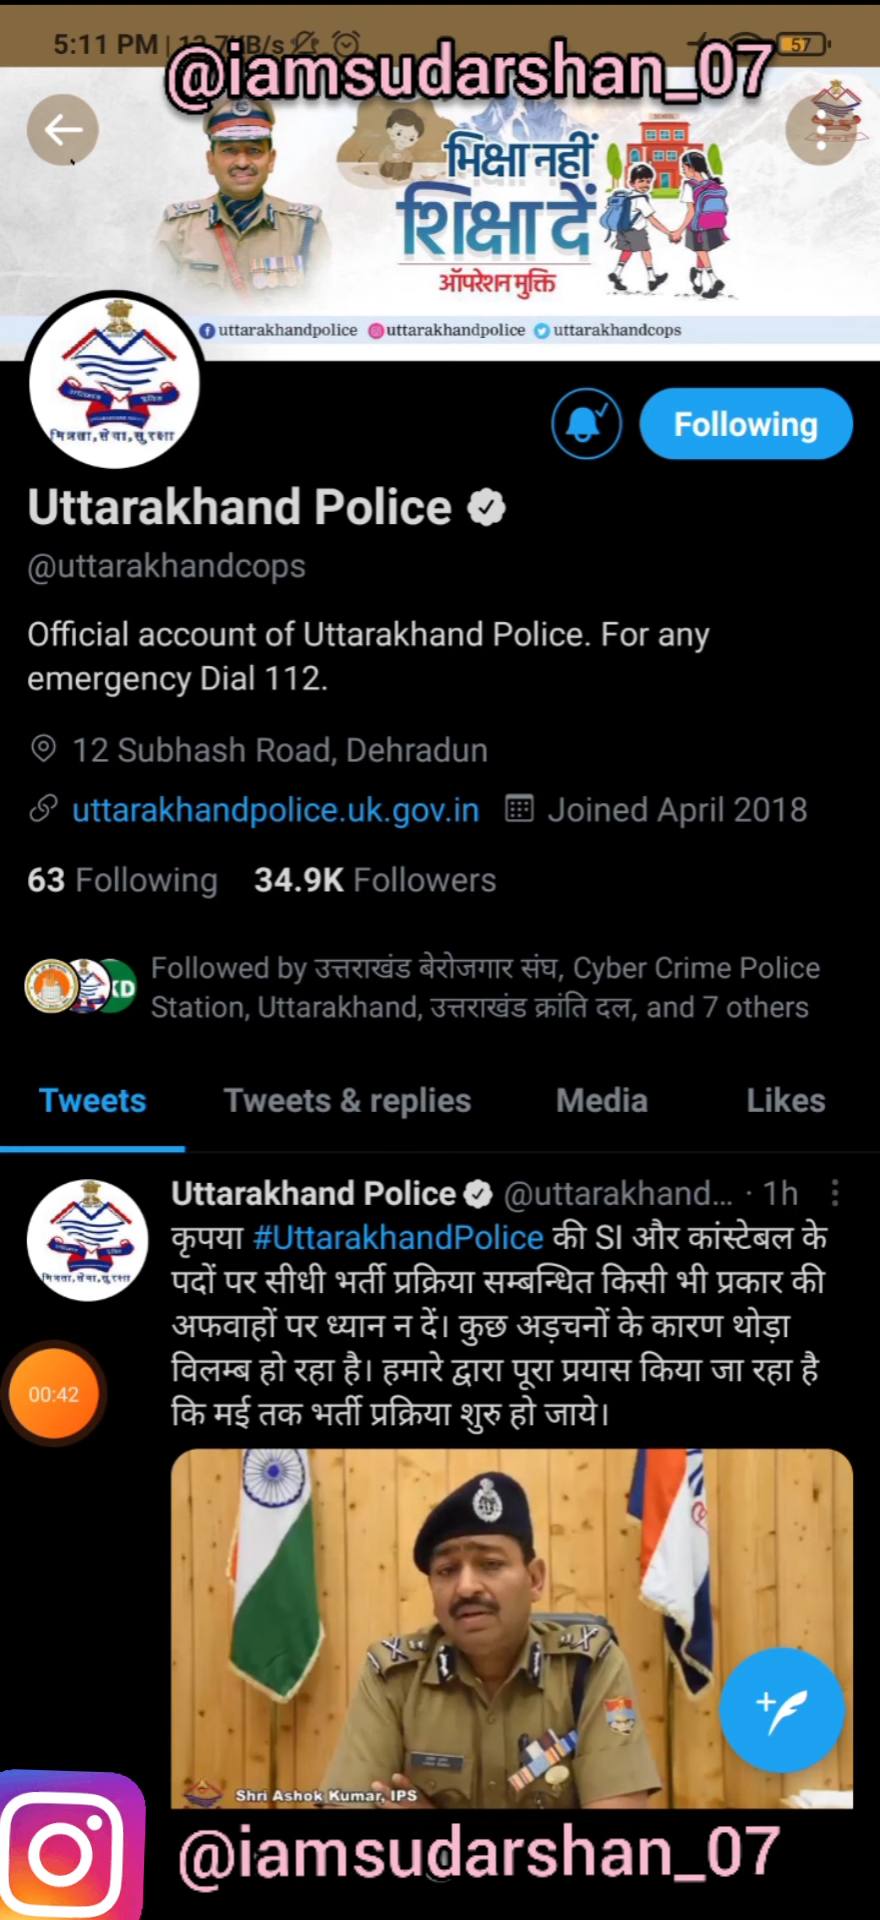 5:11 PM |
57
@iamsudarshan_07
भिक्षा नहीं
शिक्षा दें
ऑपरेशन मुक्ति
uttarakhandpolice uttarakhandpolice uttarakhandcops
मित्रता, सेवा, सुरक्षा
Following
Uttarakhand Police
@uttarakhandcops
Official account of Uttarakhand Police. For any
emergency Dial 112.
12 Subhash Road, Dehradun
uttarakhandpolice.uk.gov.in Joined April 2018
63 Following 34.9K Followers
Followed by उत्तराखंड बेरोजगार संघ, Cyber Crime Police
Station, Uttarakhand, उत्तराखंड क्रांति दल, and 7 others
Tweets Tweets & replies Media Likes
Uttarakhand Police @uttarakhand... · 1h
कृपया #UttarakhandPolice की SI और कांस्टेबल के
पदों पर सीधी भर्ती प्रक्रिया सम्बन्धित किसी भी प्रकार की
अफवाहों पर ध्यान न दें। कुछ अड़चनों के कारण थोड़ा
विलम्ब हो रहा है। हमारे द्वारा पूरा प्रयास किया जा रहा है
कि मई तक भर्ती प्रक्रिया शुरु हो जाये।
मित्रता, सेवा, सुरक्षा
00:42
Shri Ashok Kumar, IPS
@iamsudarshan_07